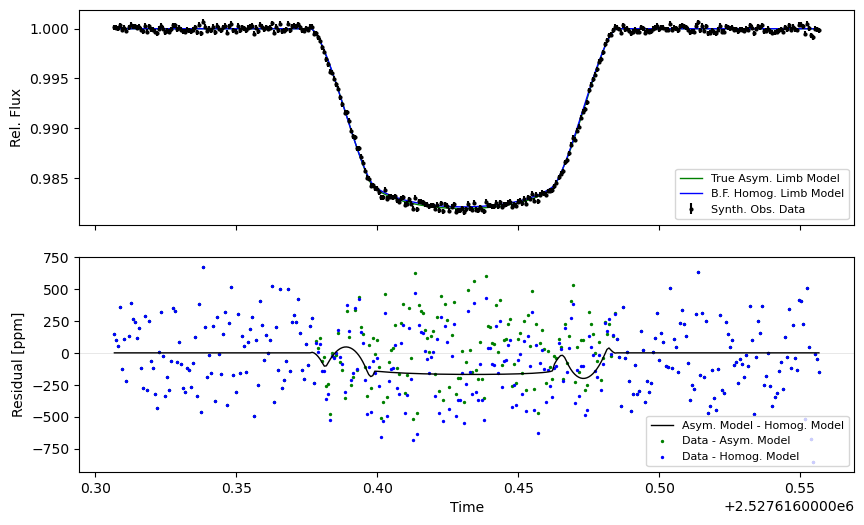 1.000
0.995
0.990
0.985
Rel. Flux
True Asym. Limb Model
B.F. Homog. Limb Model
Synth. Obs. Data
750
500
250
0
−250
−500
−750
Residual [ppm]
Asym. Model - Homog. Model
Data - Asym. Model
Data - Homog. Model
0.30
0.35
0.40
0.45
0.50
0.55
Time
+2.5276160000e6